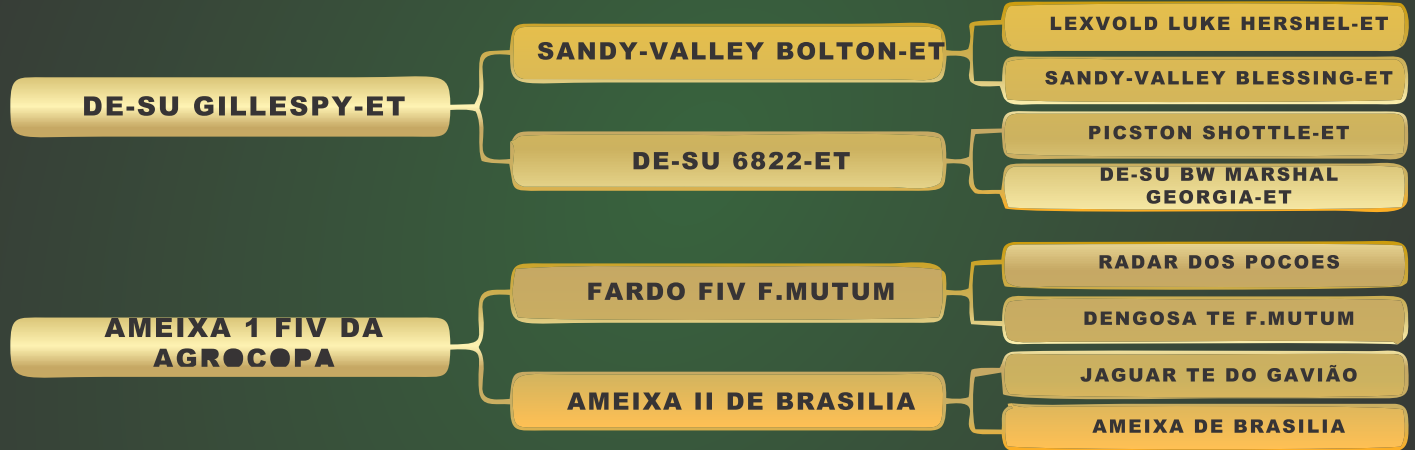 DE-SU GILLESPY-ET
SANDY-VALLEY BOLTON-ET
LEXVOLD LUKE HERSHEL-ET
SANDY-VALLEY BLESSING-ET
DE-SU 6822-ET
PICSTON SHOTTLE-ET
DE-SU BW MARSHAL
GEORGIA-ET
AMEIXA 1 FIV DA
AGROCOPA
FARDO FIV F.MUTUM
RADAR DOS POCOES
DENGOSA TE F.MUTUM
AMEIXA II DE BRASILIA
JAGUAR TE DO GAVIÃO
AMEIXA DE BRASILIA